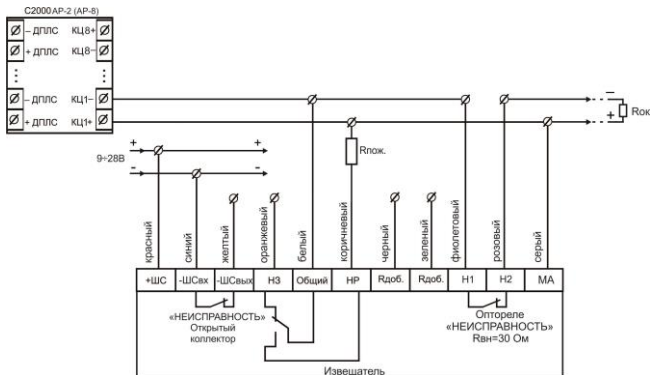 С2000 АР-2 (АР-8)
– ДПЛС КЦ8+
+ ДПЛС КЦ8–
– ДПЛС КЦ1–
+ ДПЛС КЦ1+
–
+
Rок
+ +
9÷28В
- -
Rпож.
красный
синий
желтый
оранжевый
белый
коричневый
черный
зеленый
фиолетовый
розовый
серый
+ШС -ШСвх -ШСвых НЗ Общий НР Rдоб. Rдоб. Н1 Н2 МА
«НЕИСПРАВНОСТЬ»
Открытый
коллектор
Оптореле
«НЕИСПРАВНОСТЬ»
Rвн=30 Ом
Извещатель